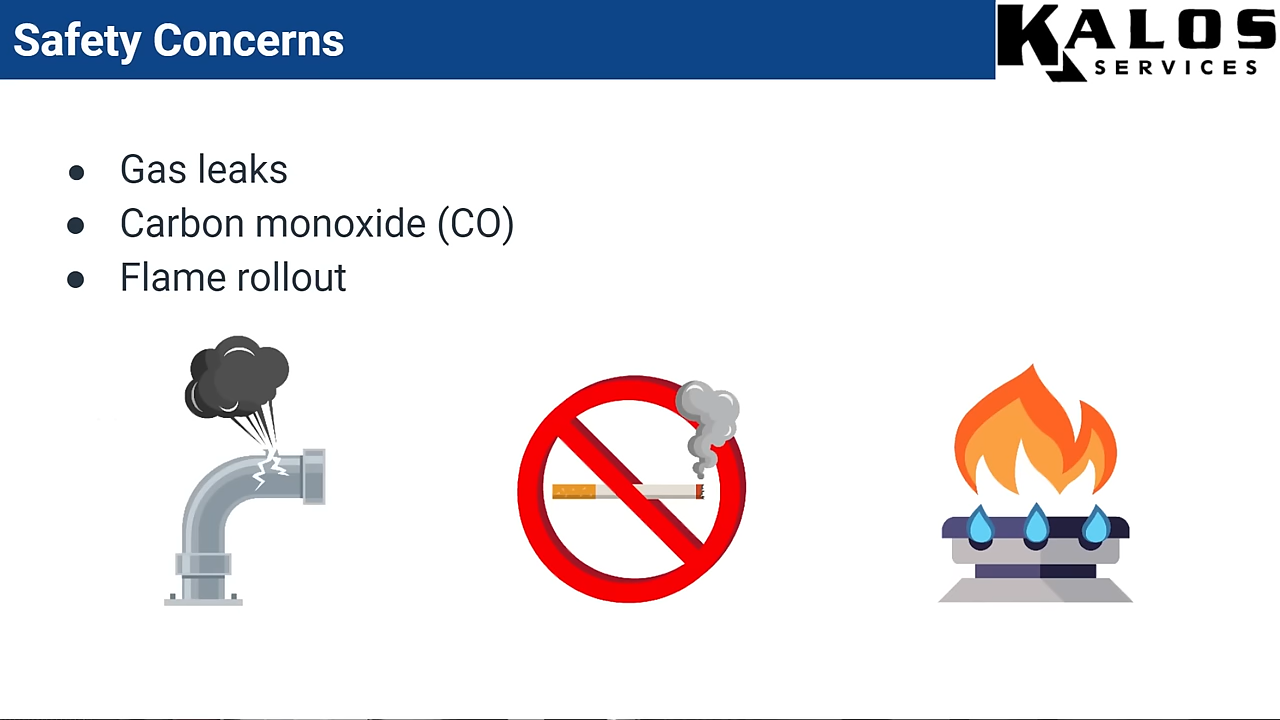 Safety Concerns
KALOS
SERVICES
● Gas leaks
● Carbon monoxide (CO)
● Flame rollout